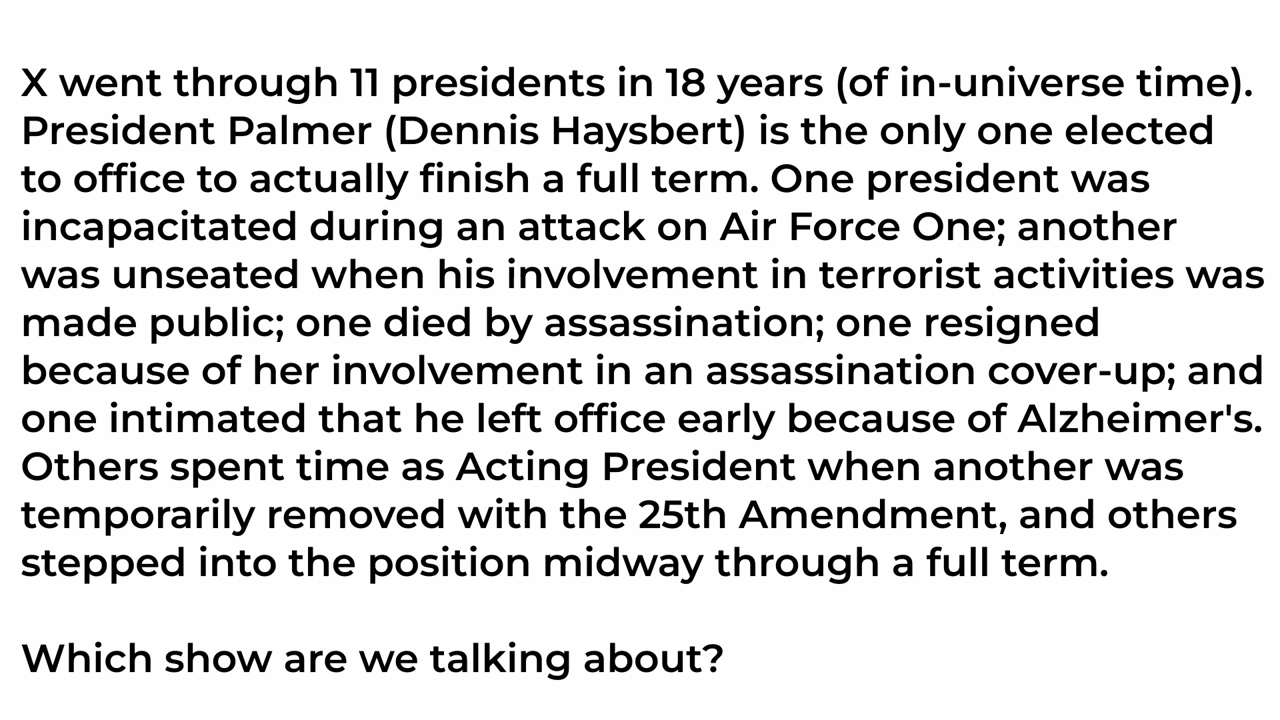 X went through 11 presidents in 18 years (of in-universe time).
President Palmer (Dennis Haysbert) is the only one elected
to office to actually finish a full term. One president was
incapacitated during an attack on Air Force One; another
was unseated when his involvement in terrorist activities was
made public; one died by assassination; one resigned
because of her involvement in an assassination cover-up; and
one intimated that he left office early because of Alzheimer's.
Others spent time as Acting President when another was
temporarily removed with the 25th Amendment, and others
stepped into the position midway through a full term.
Which show are we talking about?